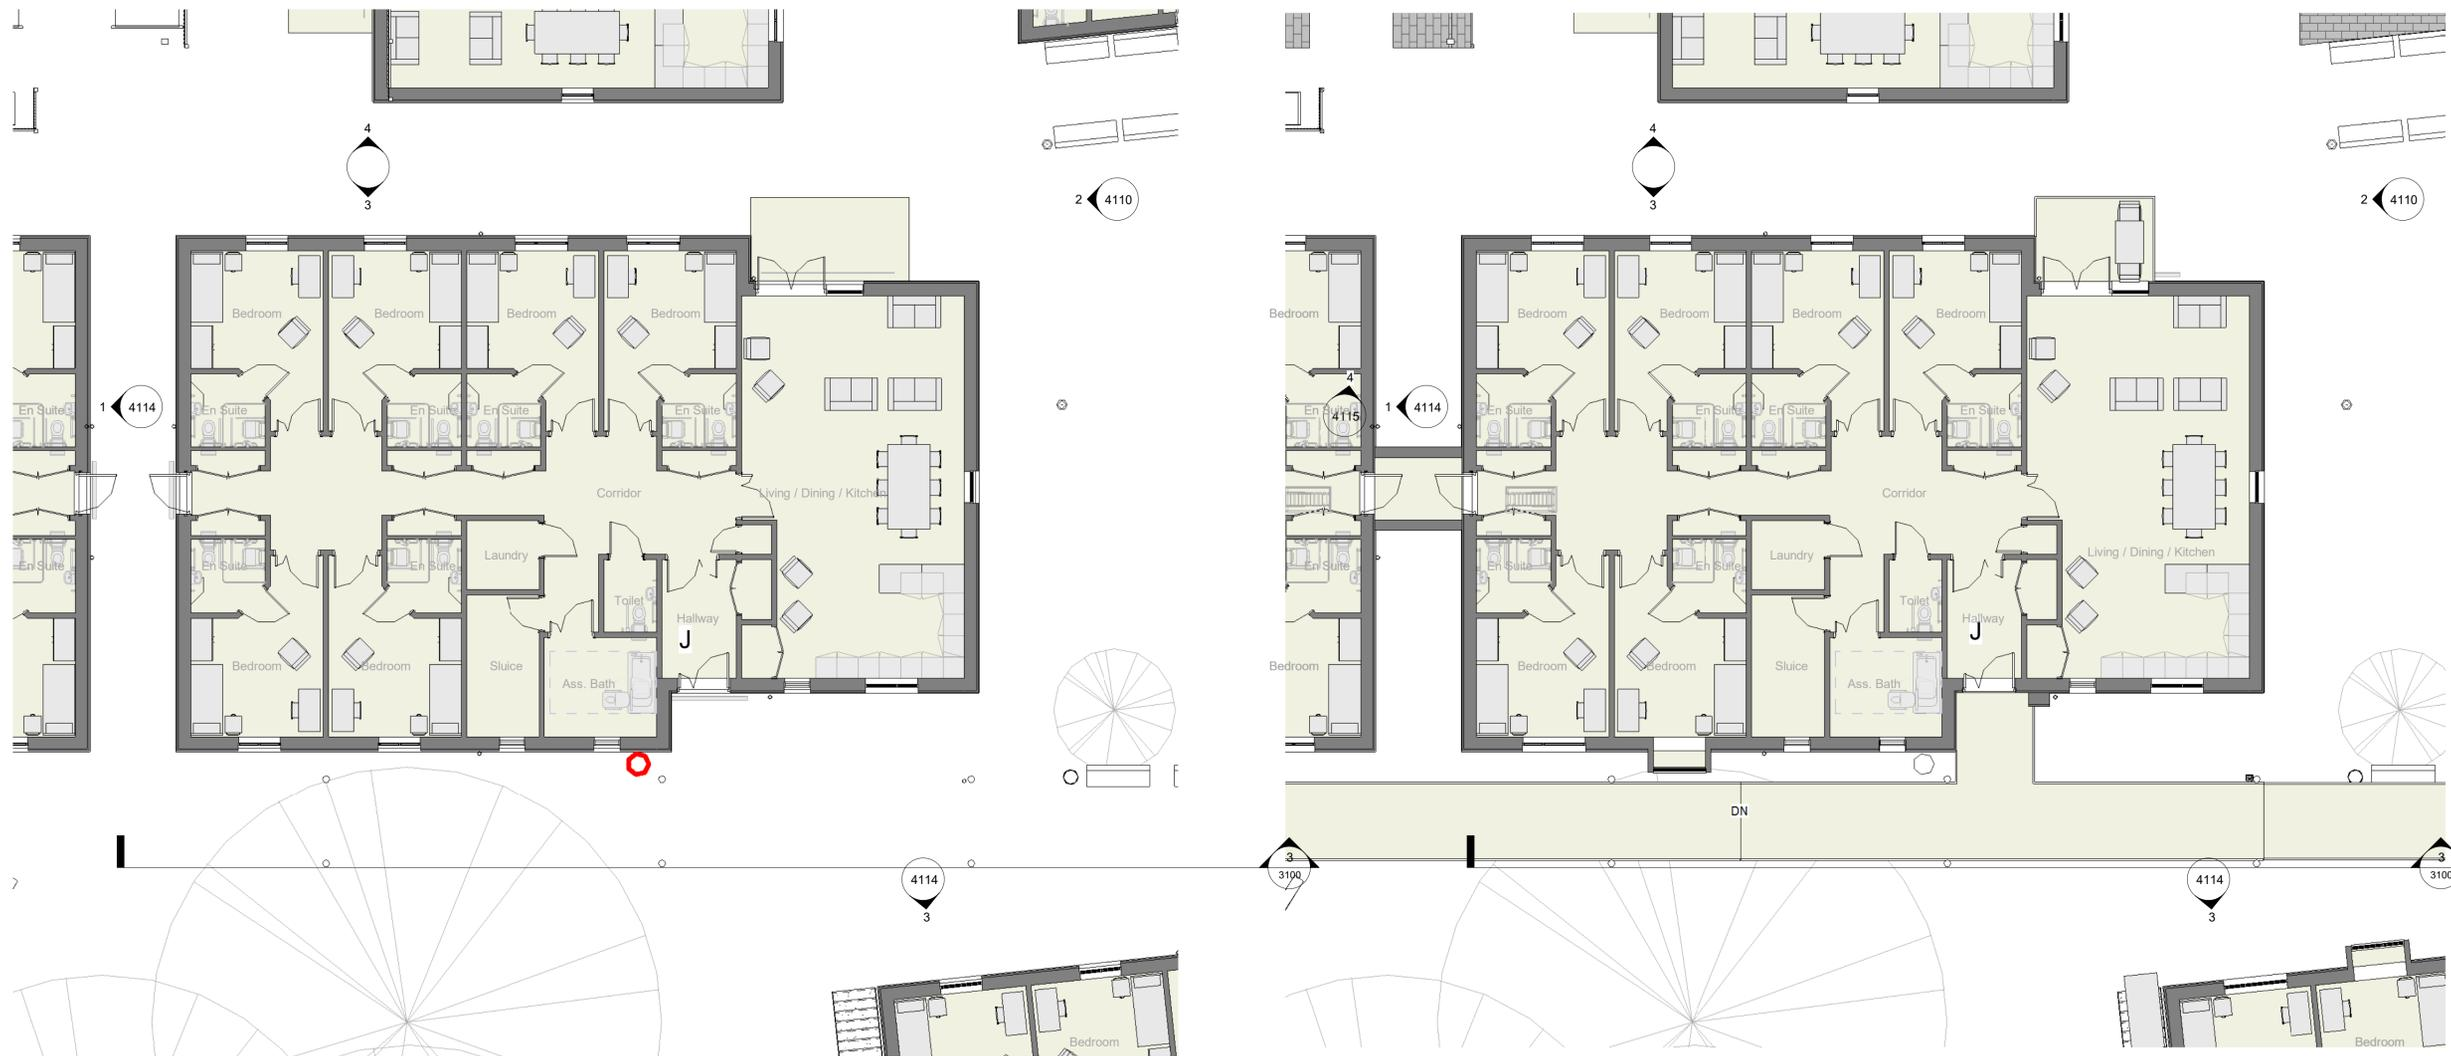 4
3
2 4110
Bedroom Bedroom Bedroom Bedroom
En Suite En Suite En Suite En Suite En Suite
1 4114
Corridor
Living / Dining / Kitchen
Laundry
En Suite En Suite En Suite
Toilet
Hallway
J
Bedroom Bedroom
Sluice
Ass. Bath
4114
3
Bedroom
4
3
2 4110
Bedroom Bedroom Bedroom Bedroom Bedroom
4
4115
1 4114
En Suite En Suite En Suite En Suite En Suite
Corridor
Living / Dining / Kitchen
Laundry
En Suite En Suite En Suite
Toilet
Hallway
J
Bedroom Bedroom Bedroom
Sluice
Ass. Bath
DN
3
3100
3
3100
4114
3
Bedroom